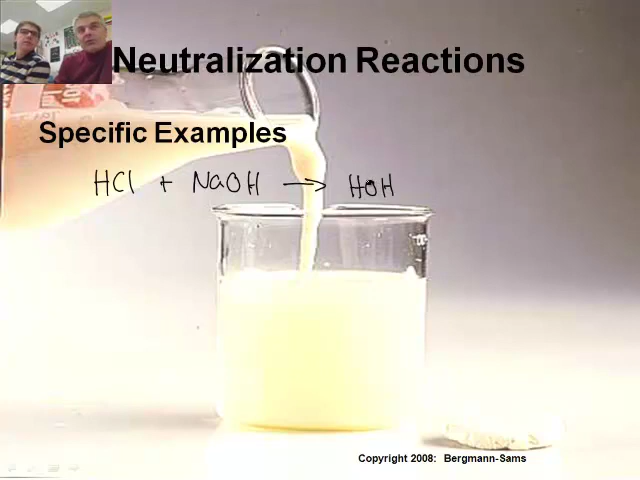 Neutralization Reactions
Specific Examples
HCl + NaOH → HOH
Copyright 2008: Bergmann-Sams